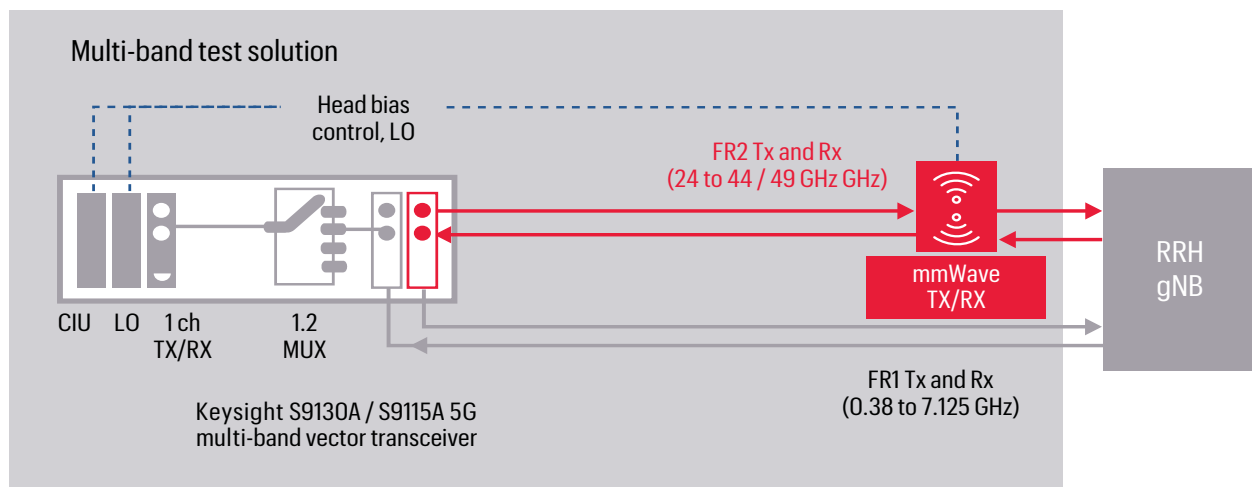 Multi-band test solution
Head bias
control, LO
FR2 Tx and Rx
(24 to 44 / 49 GHz GHz)
mmWave
TX/RX
RRH
gNB
CIU
LO
1 ch
TX/RX
1.2
MUX
FR1 Tx and Rx
(0.38 to 7.125 GHz)
Keysight S9130A / S9115A 5G
multi-band vector transceiver